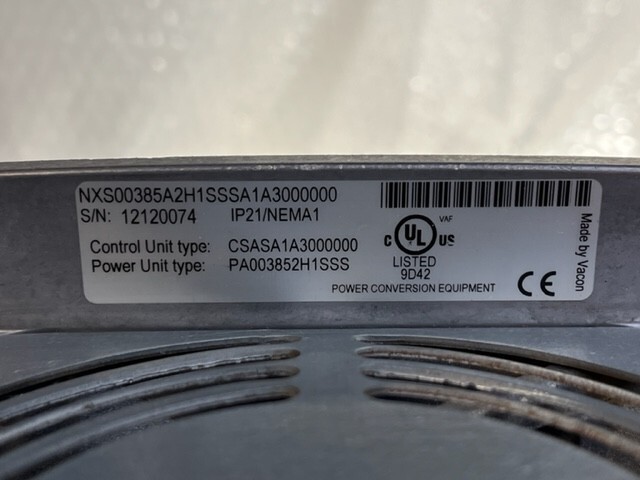 NXS00385A2H1SSSA1A3000000
S/N: 12120074 IP21/NEMA1
Control Unit type: CSASA1A3000000
Power Unit type: PA003852H1SSS
VAF
C UL US
LISTED
9D42
POWER CONVERSION EQUIPMENT
CE
Made by Vacon